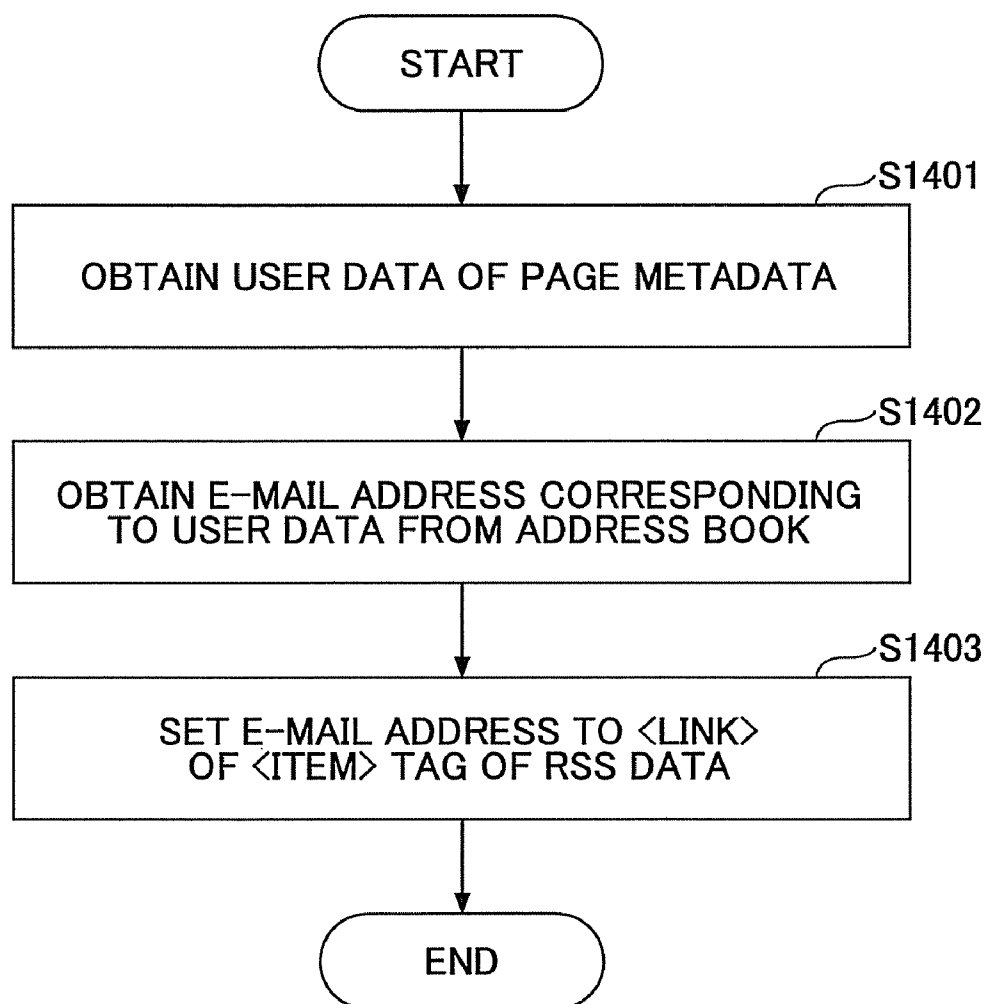 START
S1401
OBTAIN USER DATA OF PAGE METADATA
S1402
OBTAIN E-MAIL ADDRESS CORRESPONDING
TO USER DATA FROM ADDRESS BOOK
S1403
SET E-MAIL ADDRESS TO <LINK>
OF <ITEM> TAG OF RSS DATA
END